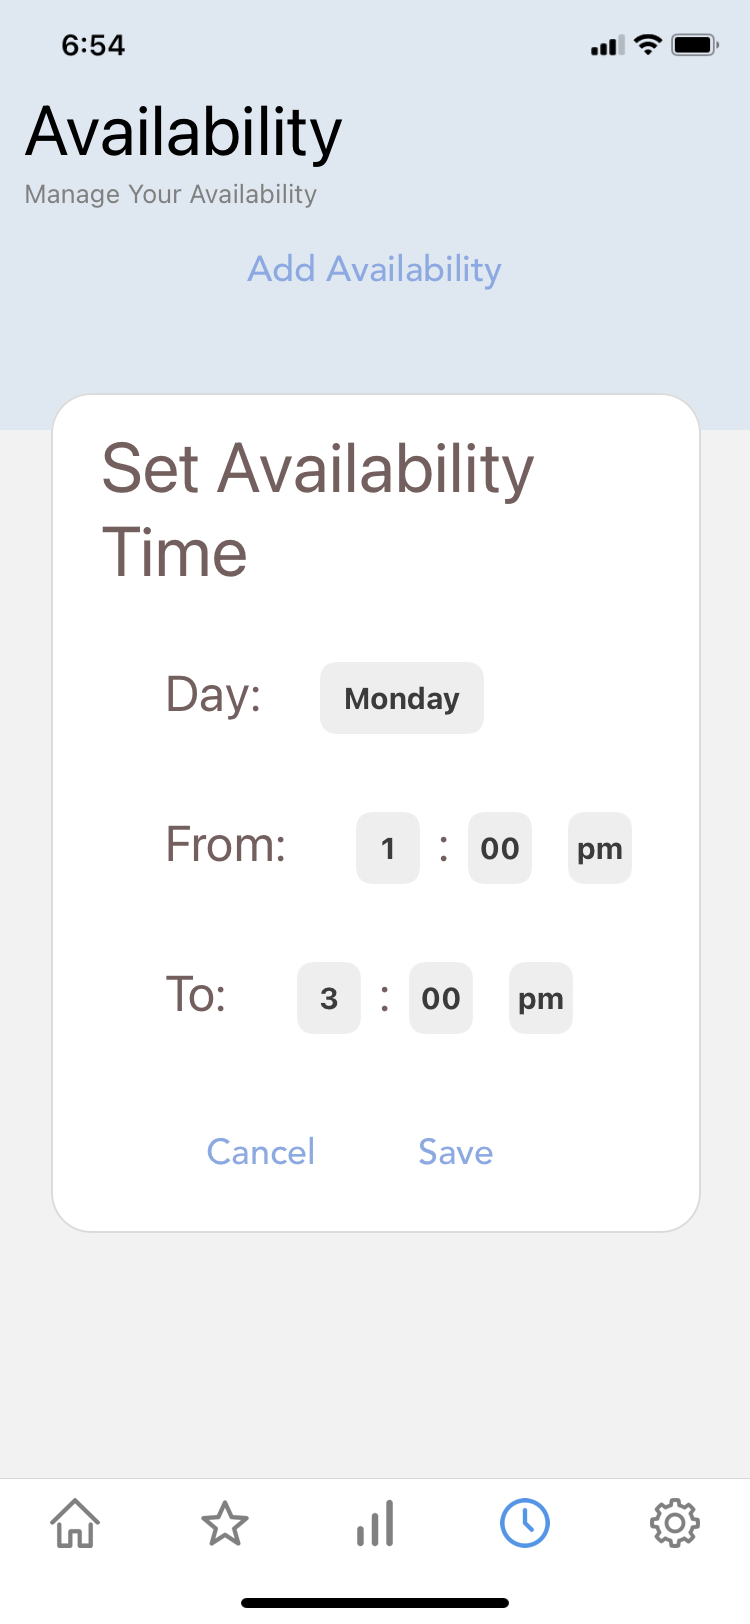 6:54
Availability
Manage Your Availability
Add Availability
Set Availability
Time
Day: Monday
From: 1 : 00 pm
To: 3 : 00 pm
Cancel Save